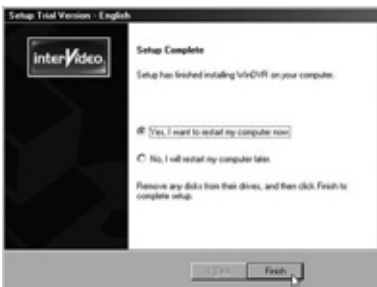 Setup Trial Version - English
interVideo.
Setup Complete
Setup has finished installing WinDVR on your computer.
Yes, I want to restart my computer now.
No, I will restart my computer later.
Remove any disks from their drives, and then click Finish to
complete setup.
< Back
Finish